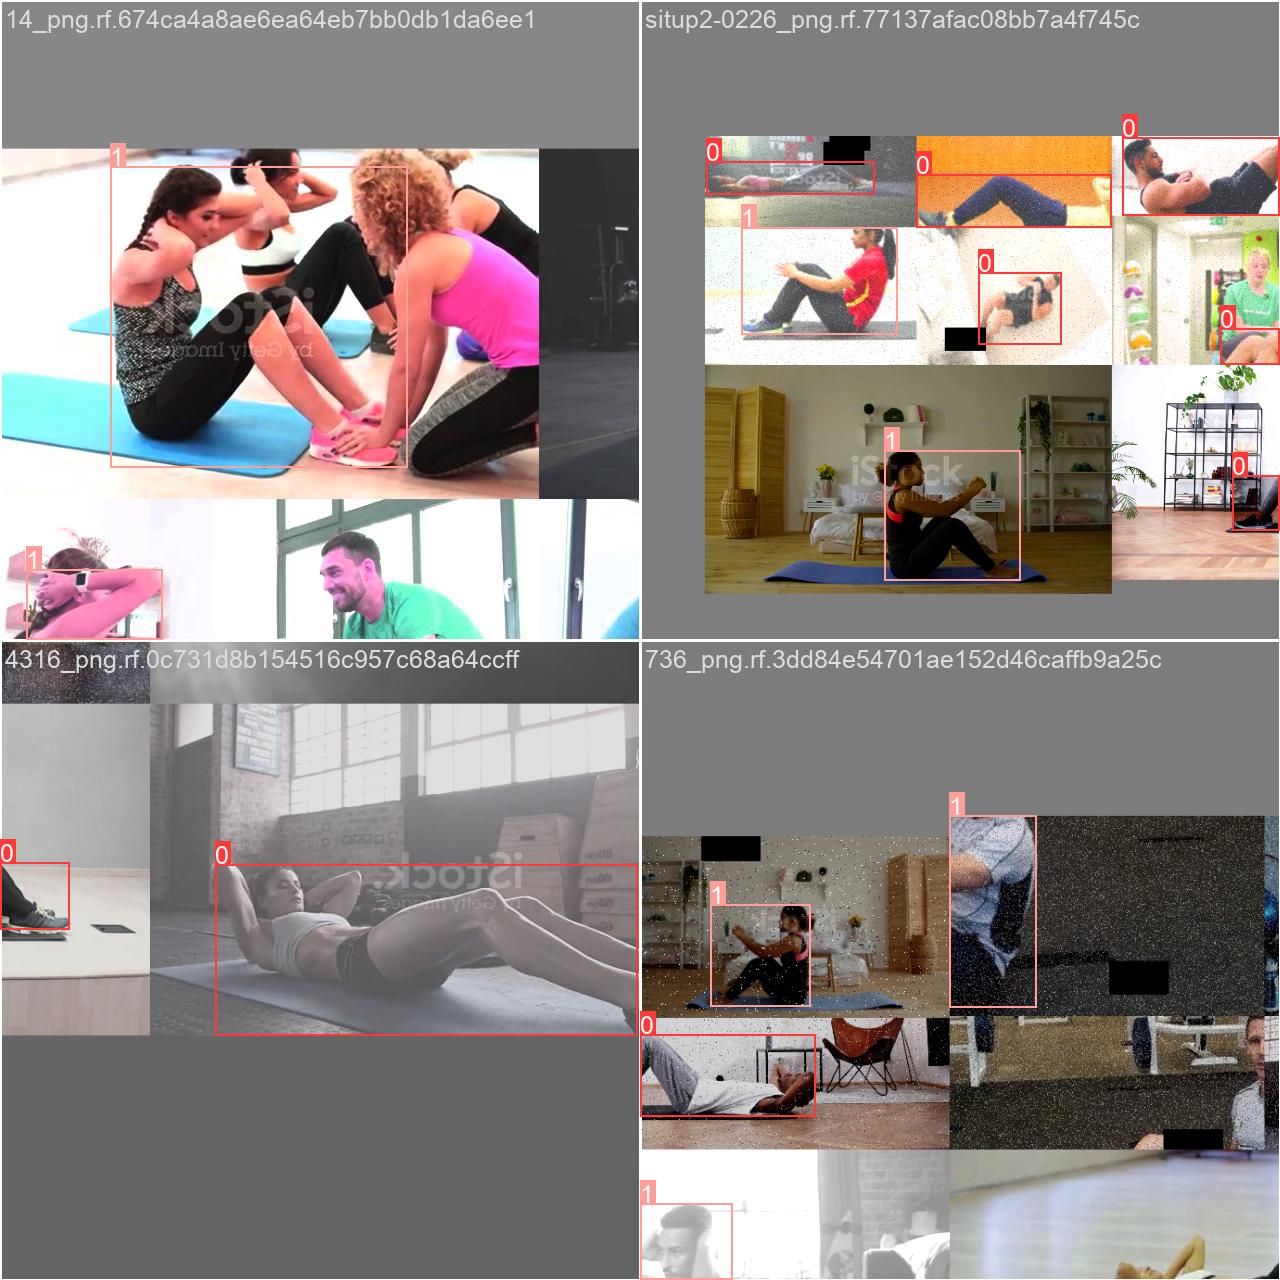 14_png.rf.674ca4a8ae6ea64eb7bb0db1da6ee1
situp2-0226_png.rf.77137afac08bb7a4f745c
1
iStock
by Getty Images
1
0
0
0
1
0
0
1
iStock
by Getty Images
0
4316_png.rf.0c731d8b154516c957c68a64ccff
736_png.rf.3dd84e54701ae152d46caffb9a25c
0
0
iStock
by Getty Images
1
1
0
1